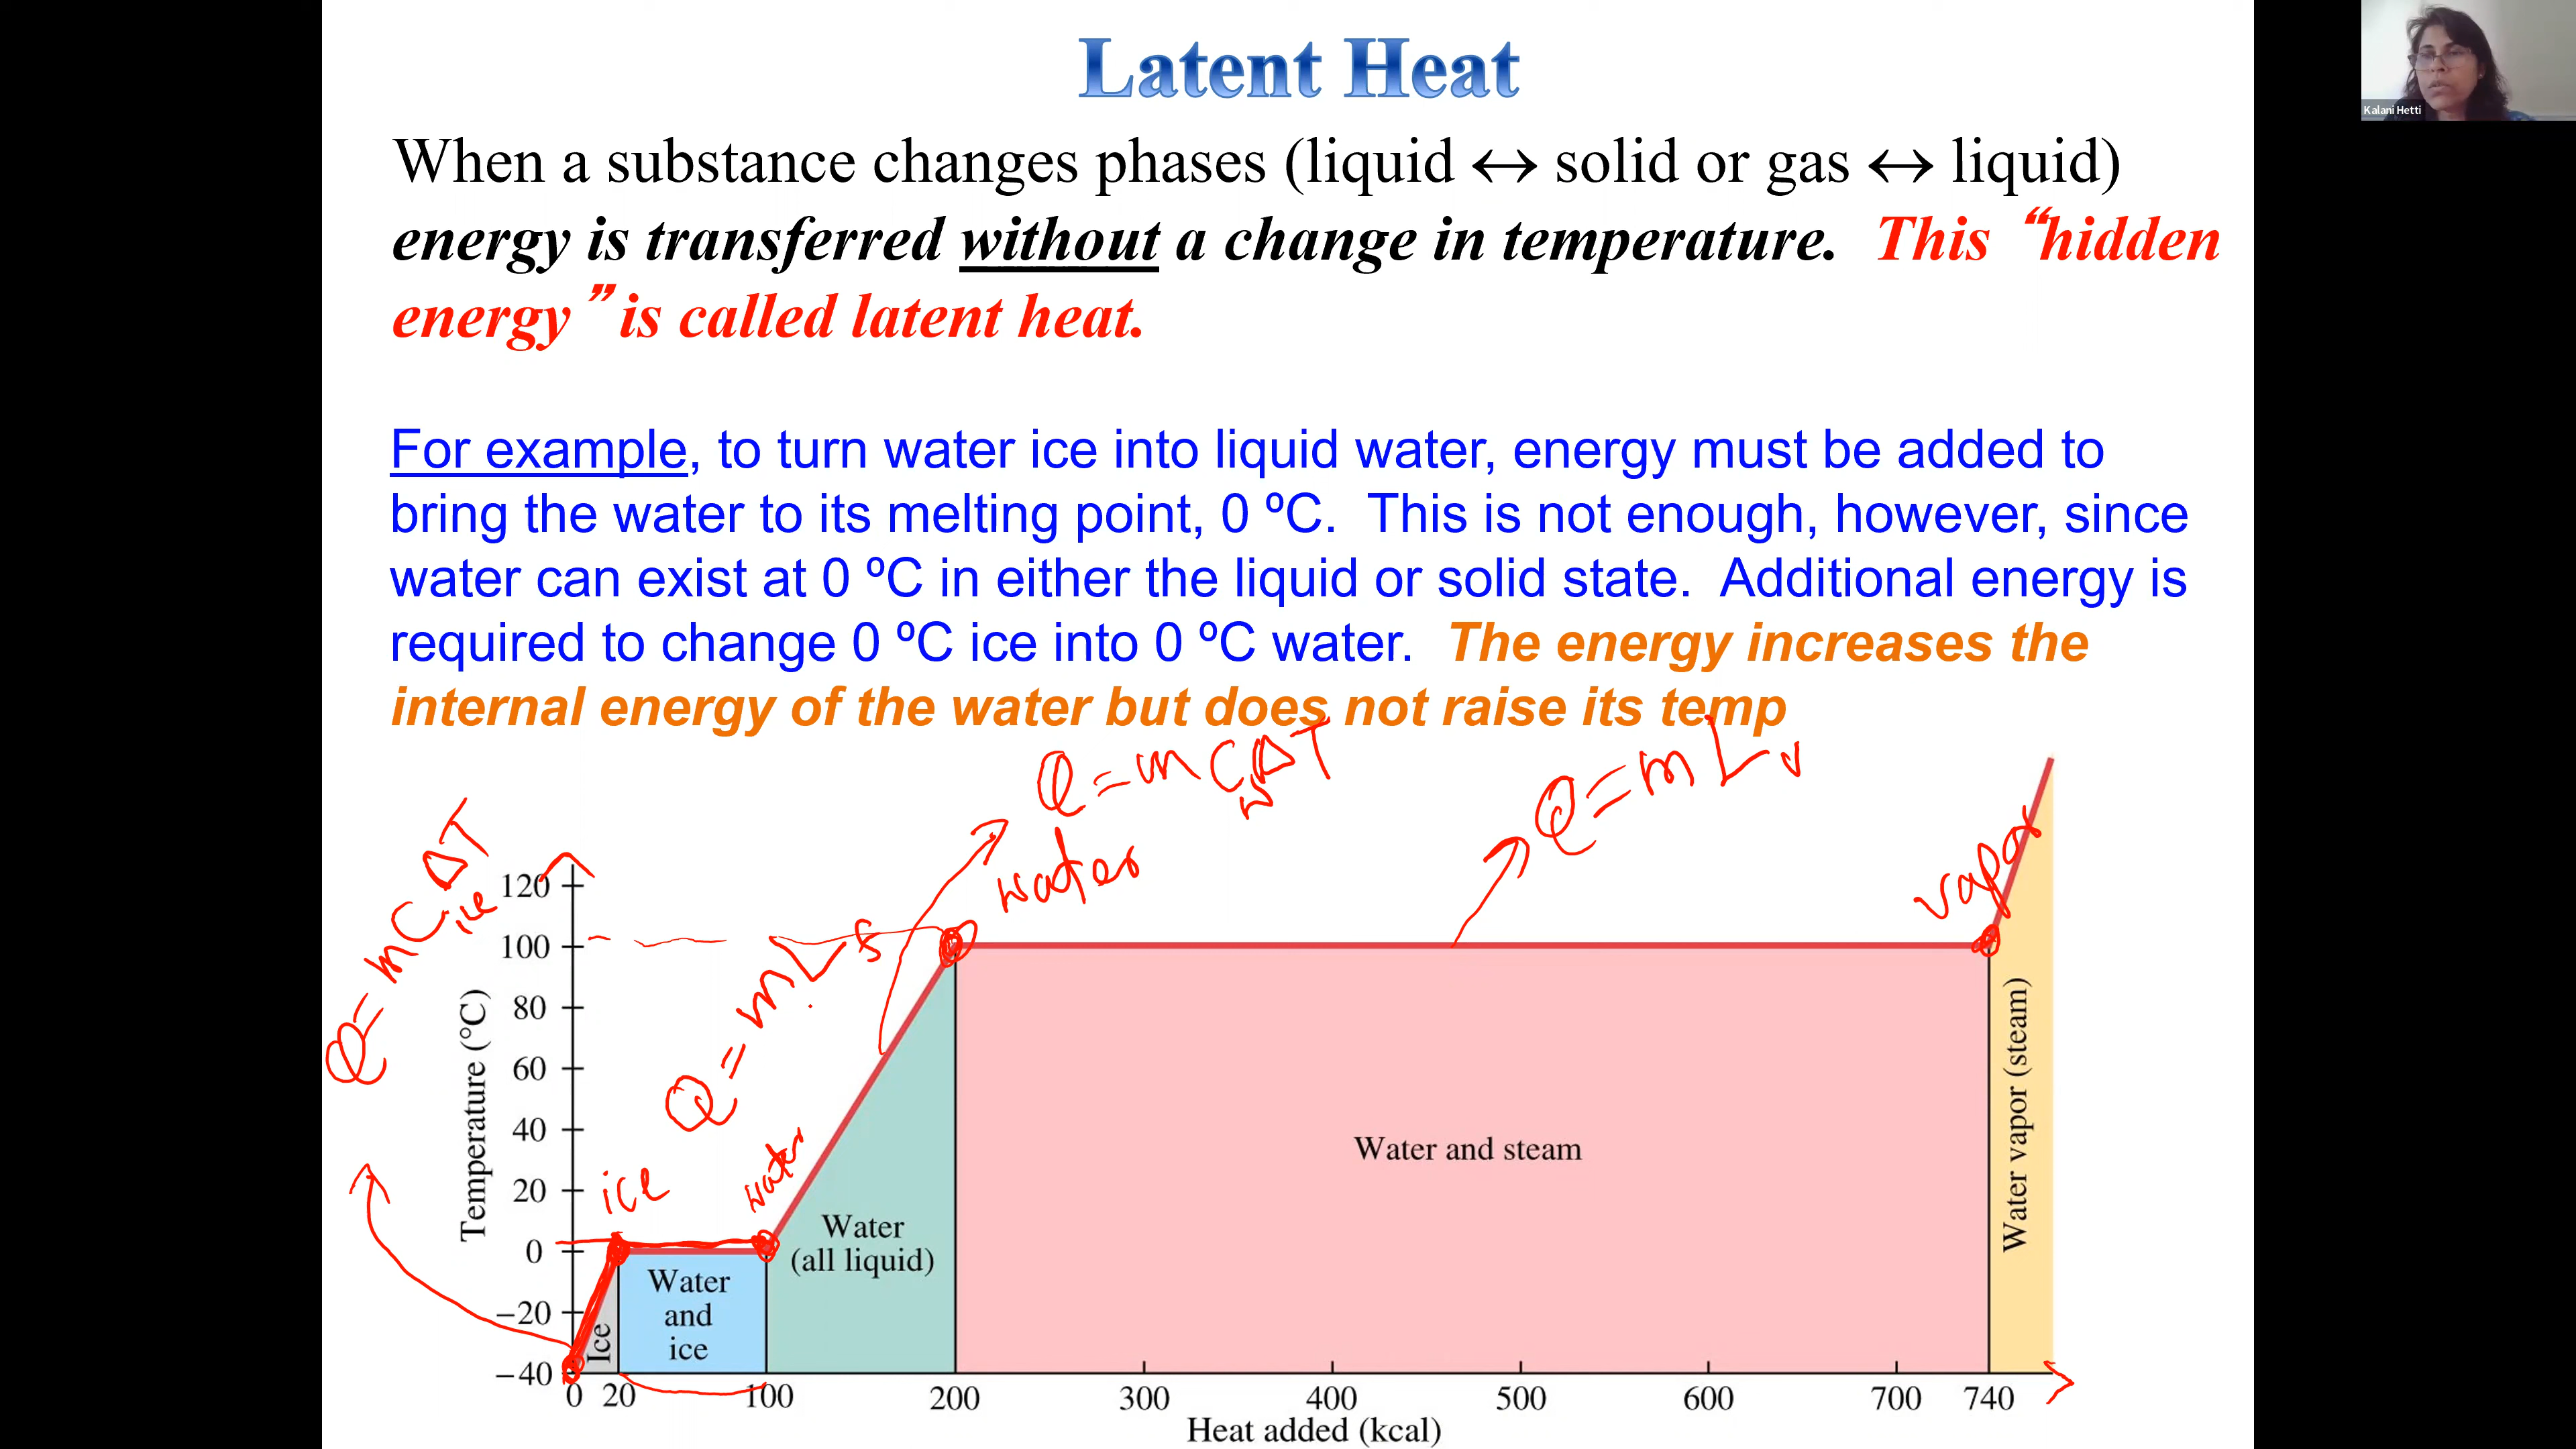 Latent Heat
Kalani Hetti
When a substance changes phases (liquid ↔ solid or gas ↔ liquid)
energy is transferred without a change in temperature. This “hidden
energy” is called latent heat.
For example, to turn water ice into liquid water, energy must be added to
bring the water to its melting point, 0 ºC. This is not enough, however, since
water can exist at 0 ºC in either the liquid or solid state. Additional energy is
required to change 0 ºC ice into 0 ºC water. The energy increases the
internal energy of the water but does not raise its temp
Q = m C_w ΔT
water
Q = m L_v
vapor
Q = m C_ice ΔT
Q = m L_f
ice
water
Temperature (°C)
120
100
80
60
40
20
0
−20
−40
Ice
Water
and
ice
Water
(all liquid)
Water and steam
Water vapor (steam)
0 20 100 200 300 400 500 600 700 740
Heat added (kcal)